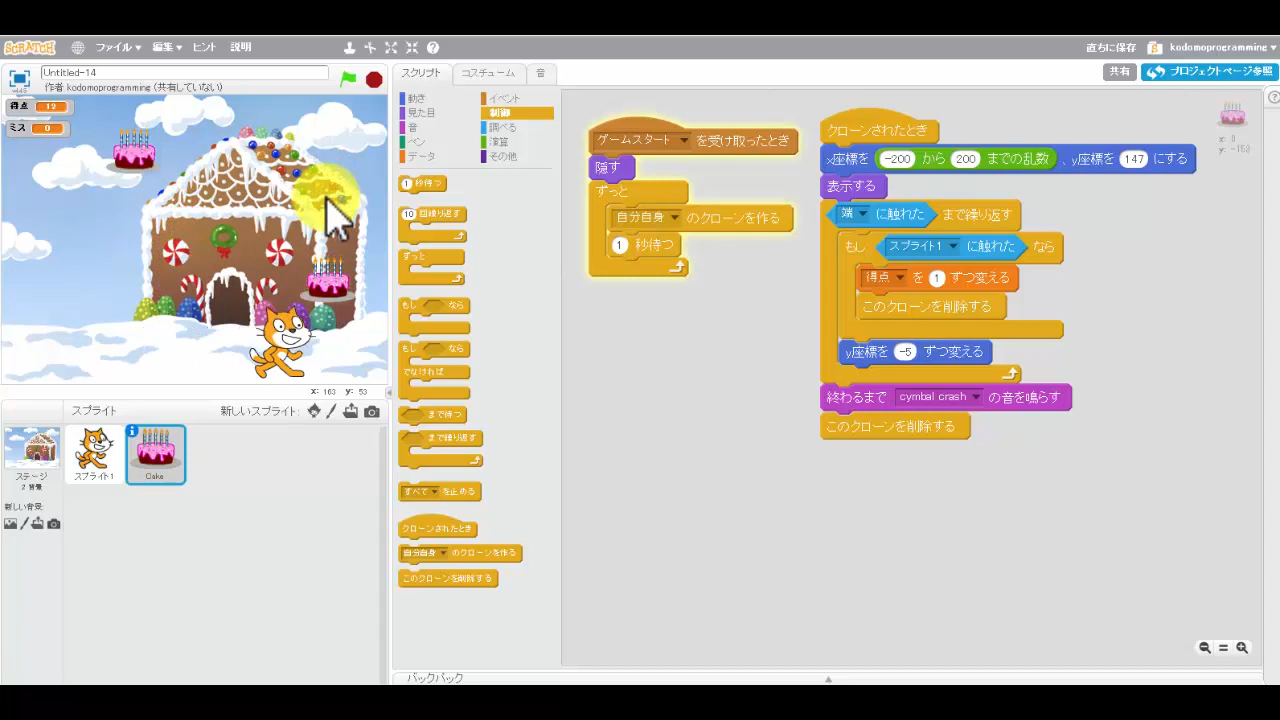 SCRATCH
ファイル
編集
ヒント
説明
直ちに保存
kodomoprogramming
Untitled-14
作者 kodomoprogramming (共有していない)
スクリプト
コスチューム
音
共有
プロジェクトページ参照
得点 12
ミス 0
動き
イベント
見た目
制御
音
調べる
ペン
演算
データ
その他
1 秒待つ
10 回繰り返す
ずっと
もし なら
もし なら
でなければ
まで待つ
まで繰り返す
すべて を止める
クローンされたとき
自分自身 のクローンを作る
このクローンを削除する
ゲームスタート を受け取ったとき
隠す
ずっと
自分自身 のクローンを作る
1 秒待つ
クローンされたとき
x座標を -200 から 200 までの乱数 、y座標を 147 にする
表示する
端 に触れた まで繰り返す
もし スプライト1 に触れた なら
得点 を 1 ずつ変える
このクローンを削除する
y座標を -5 ずつ変える
終わるまで cymbal crash の音を鳴らす
このクローンを削除する
x: 0
y: -153
x: 163 y: 53
スプライト
新しいスプライト:
ステージ
2 背景
新しい背景:
スプライト1
Cake
バックパック